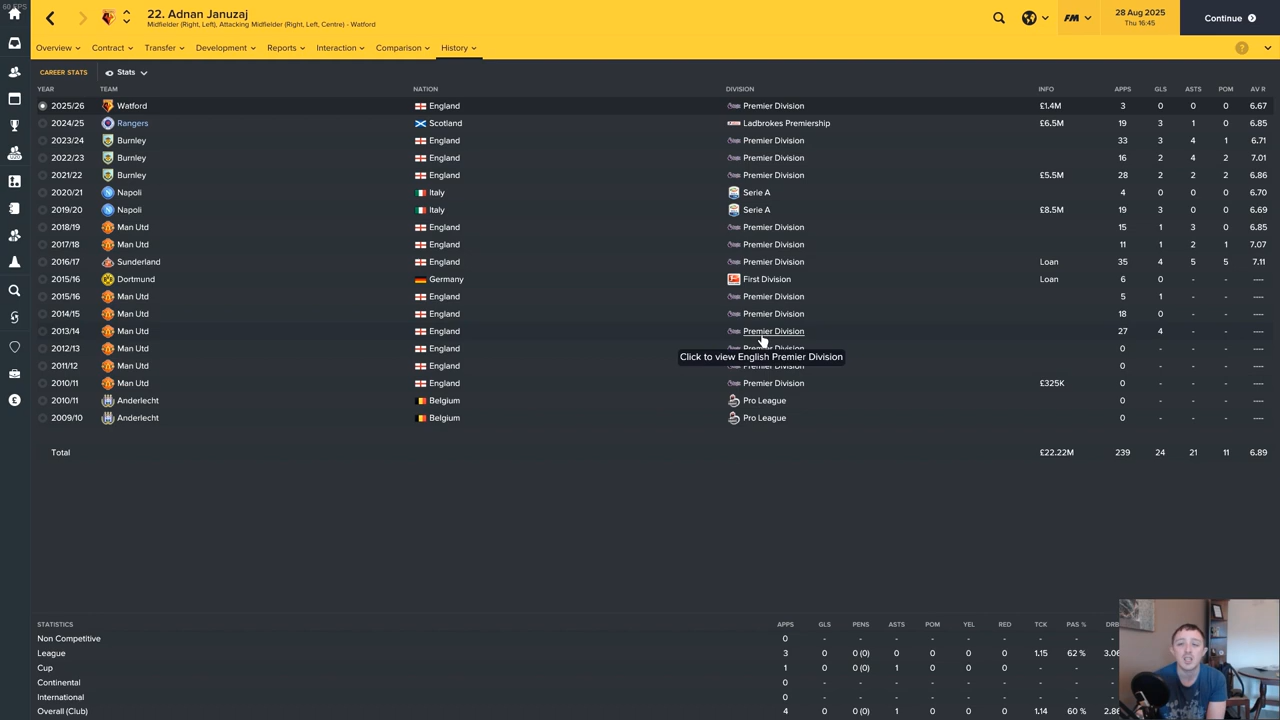 60 FPS
22. Adnan Januzaj
Midfielder (Right, Left), Attacking Midfielder (Right, Left, Centre) - Watford
FM
28 Aug 2025
Thu 16:45
Continue
Overview Contract Transfer Development Reports Interaction Comparison History
?
CAREER STATS Stats
YEAR TEAM NATION DIVISION INFO APPS GLS ASTS POM AV R
2025/26 Watford England Premier Division £1.4M 3 0 0 0 6.67
2024/25 Rangers Scotland Ladbrokes Premiership £6.5M 19 3 1 0 6.85
2023/24 Burnley England Premier Division 33 3 4 1 6.71
2022/23 Burnley England Premier Division 16 2 4 2 7.01
2021/22 Burnley England Premier Division £5.5M 28 2 2 2 6.86
2020/21 Napoli Italy Serie A 4 0 0 0 6.70
2019/20 Napoli Italy Serie A £8.5M 19 3 0 0 6.69
2018/19 Man Utd England Premier Division 15 1 3 0 6.85
2017/18 Man Utd England Premier Division 11 1 2 1 7.07
2016/17 Sunderland England Premier Division Loan 35 4 5 5 7.11
2015/16 Dortmund Germany First Division Loan 6 0 - - ----
2015/16 Man Utd England Premier Division 5 1 - - ----
2014/15 Man Utd England Premier Division 18 0 - - ----
2013/14 Man Utd England Premier Division 27 4 - - ----
2012/13 Man Utd England Premier Division 0 - - - ----
Click to view English Premier Division
2011/12 Man Utd England Premier Division 0 - - - ----
2010/11 Man Utd England Premier Division £325K 0 - - - ----
2010/11 Anderlecht Belgium Pro League 0 - - - ----
2009/10 Anderlecht Belgium Pro League 0 - - - ----
Total £22.22M 239 24 21 11 6.89
STATISTICS APPS GLS PENS ASTS POM YEL RED TCK PAS % DRB
Non Competitive 0 - - - - - - - - -
League 3 0 0 (0) 0 0 0 0 1.15 62 % 3.06
Cup 1 0 0 (0) 1 0 0 0 - - -
Continental 0 - - - - - - - - -
International 0 - - - - - - - - -
Overall (Club) 4 0 0 (0) 1 0 0 0 1.14 60 % 2.86